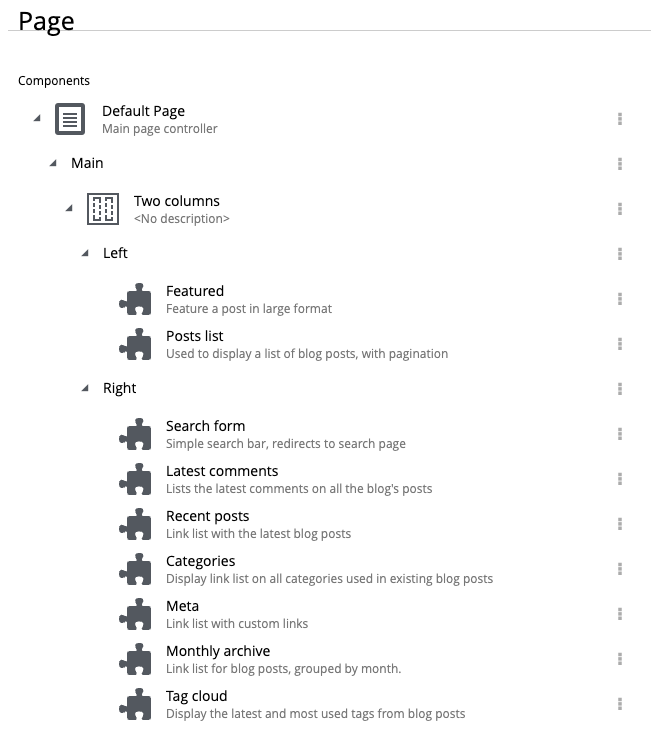 Page
Components
Default Page
Main page controller
Main
Two columns
<No description>
Left
Featured
Feature a post in large format
Posts list
Used to display a list of blog posts, with pagination
Right
Search form
Simple search bar, redirects to search page
Latest comments
Lists the latest comments on all the blog's posts
Recent posts
Link list with the latest blog posts
Categories
Display link list on all categories used in existing blog posts
Meta
Link list with custom links
Monthly archive
Link list for blog posts, grouped by month.
Tag cloud
Display the latest and most used tags from blog posts